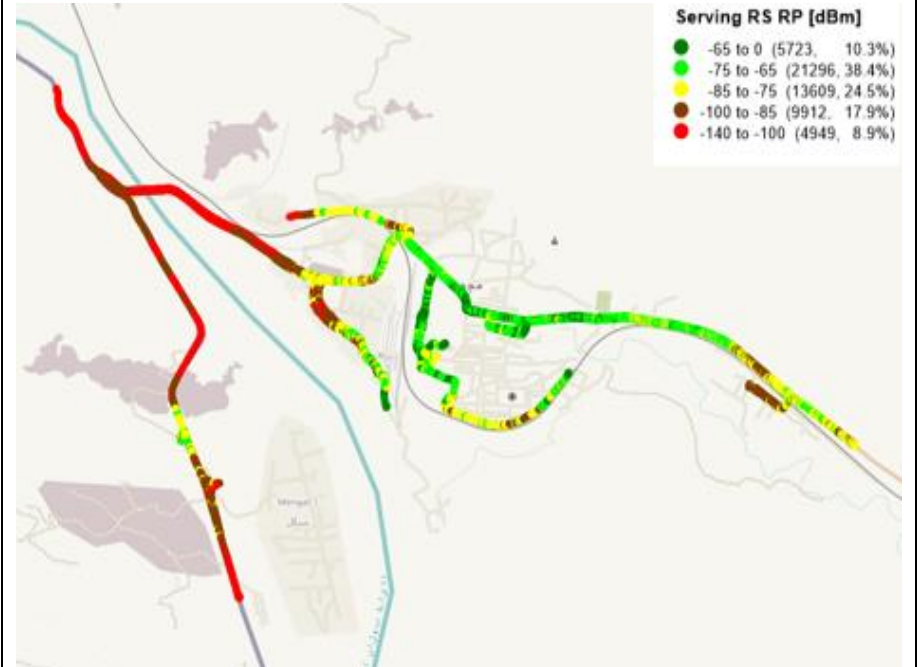 Serving RS RP [dBm]
-65 to 0 (5723, 10.3%)
-75 to -65 (21296, 38.4%)
-85 to -75 (13609, 24.5%)
-100 to -85 (9912, 17.9%)
-140 to -100 (4949, 8.9%)